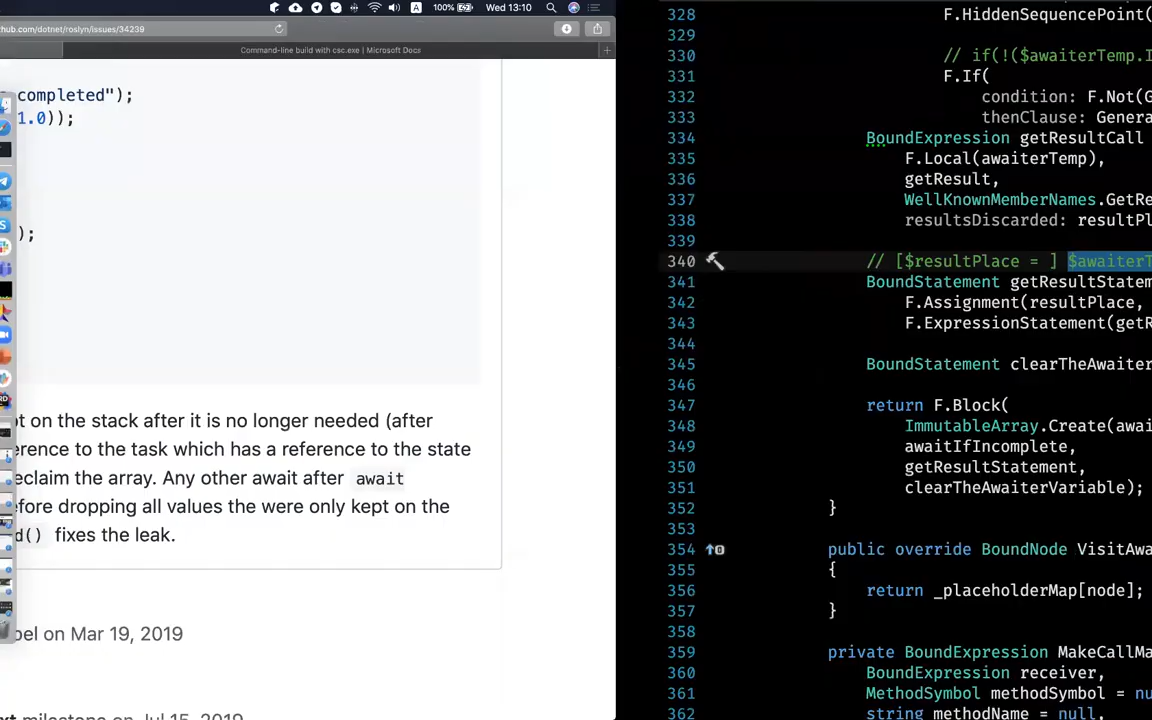 A 100% Wed 13:10
hub.com/dotnet/roslyn/issues/34239
Command-line build with csc.exe | Microsoft Docs
completed");
1.0));
);
ot on the stack after it is no longer needed (after
erence to the task which has a reference to the state
eclaim the array. Any other await after await
efore dropping all values the were only kept on the
d() fixes the leak.
pel on Mar 19, 2019
xt milestone on Jul 15, 2019
328 F.HiddenSequencePoint(
329
330 // if(!($awaiterTemp.I
331 F.If(
332 condition: F.Not(G
333 thenClause: Genera
334 BoundExpression getResultCall
335 F.Local(awaiterTemp),
336 getResult,
337 WellKnownMemberNames.GetRe
338 resultsDiscarded: resultPl
339
340 // [$resultPlace = ] $awaiterT
341 BoundStatement getResultStatem
342 F.Assignment(resultPlace,
343 F.ExpressionStatement(getR
344
345 BoundStatement clearTheAwaiter
346
347 return F.Block(
348 ImmutableArray.Create(awai
349 awaitIfIncomplete,
350 getResultStatement,
351 clearTheAwaiterVariable);
352 }
353
354 public override BoundNode VisitAwa
355 {
356 return _placeholderMap[node];
357 }
358
359 private BoundExpression MakeCallMa
360 BoundExpression receiver,
361 MethodSymbol methodSymbol = nu
362 string methodName = null,